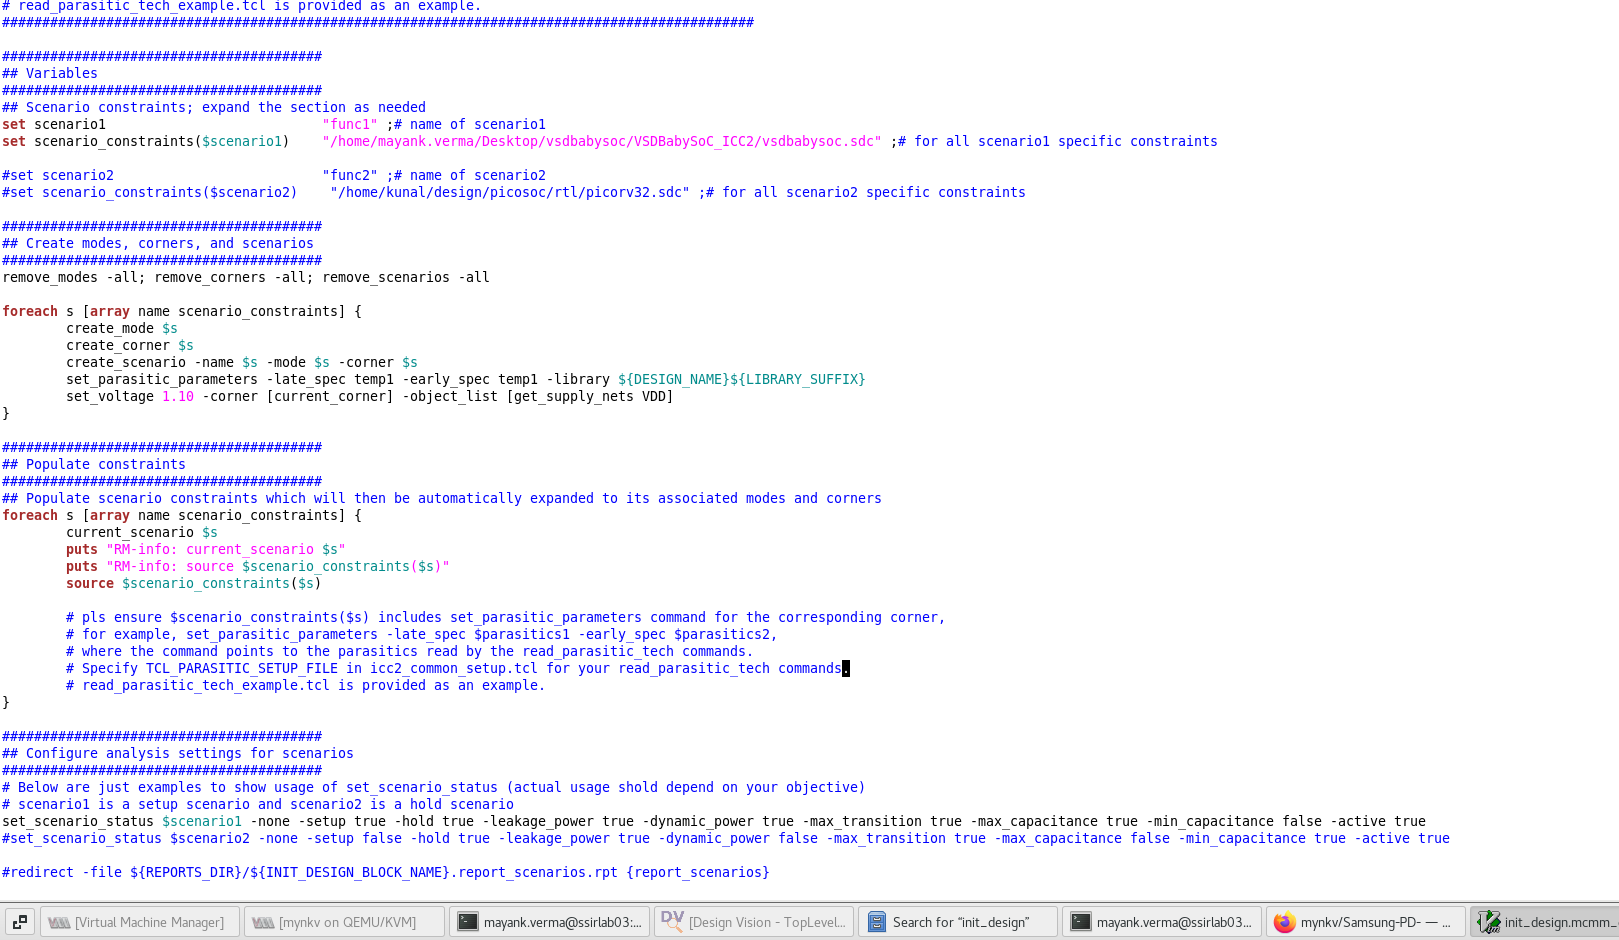 # read_parasitic_tech_example.tcl is provided as an example.
##############################################################################################

########################################
## Variables
########################################
## Scenario constraints; expand the section as needed
set scenario1                           "func1" ;# name of scenario1
set scenario_constraints($scenario1)    "/home/mayank.verma/Desktop/vsdbabysoc/VSDBabySoC_ICC2/vsdbabysoc.sdc" ;# for all scenario1 specific constraints

#set scenario2                          "func2" ;# name of scenario2
#set scenario_constraints($scenario2)    "/home/kunal/design/picosoc/rtl/picorv32.sdc" ;# for all scenario2 specific constraints

########################################
## Create modes, corners, and scenarios
########################################
remove_modes -all; remove_corners -all; remove_scenarios -all

foreach s [array name scenario_constraints] {
        create_mode $s
        create_corner $s
        create_scenario -name $s -mode $s -corner $s
        set_parasitic_parameters -late_spec temp1 -early_spec temp1 -library ${DESIGN_NAME}${LIBRARY_SUFFIX}
        set_voltage 1.10 -corner [current_corner] -object_list [get_supply_nets VDD]
}

########################################
## Populate constraints
########################################
## Populate scenario constraints which will then be automatically expanded to its associated modes and corners
foreach s [array name scenario_constraints] {
        current_scenario $s
        puts "RM-info: current_scenario $s"
        puts "RM-info: source $scenario_constraints($s)"
        source $scenario_constraints($s)

        # pls ensure $scenario_constraints($s) includes set_parasitic_parameters command for the corresponding corner,
        # for example, set_parasitic_parameters -late_spec $parasitics1 -early_spec $parasitics2,
        # where the command points to the parasitics read by the read_parasitic_tech commands.
        # Specify TCL_PARASITIC_SETUP_FILE in icc2_common_setup.tcl for your read_parasitic_tech commands.
        # read_parasitic_tech_example.tcl is provided as an example.
}

########################################
## Configure analysis settings for scenarios
########################################
# Below are just examples to show usage of set_scenario_status (actual usage shold depend on your objective)
# scenario1 is a setup scenario and scenario2 is a hold scenario
set_scenario_status $scenario1 -none -setup true -hold true -leakage_power true -dynamic_power true -max_transition true -max_capacitance true -min_capacitance false -active true
#set_scenario_status $scenario2 -none -setup false -hold true -leakage_power true -dynamic_power false -max_transition true -max_capacitance false -min_capacitance true -active true

#redirect -file ${REPORTS_DIR}/${INIT_DESIGN_BLOCK_NAME}.report_scenarios.rpt {report_scenarios}
[Virtual Machine Manager] [mynkv on QEMU/KVM] mayank.verma@ssirlab03:... [Design Vision - TopLevel... Search for “init_design” mayank.verma@ssirlab03... mynkv/Samsung-PD- — ... init_design.mcmm_